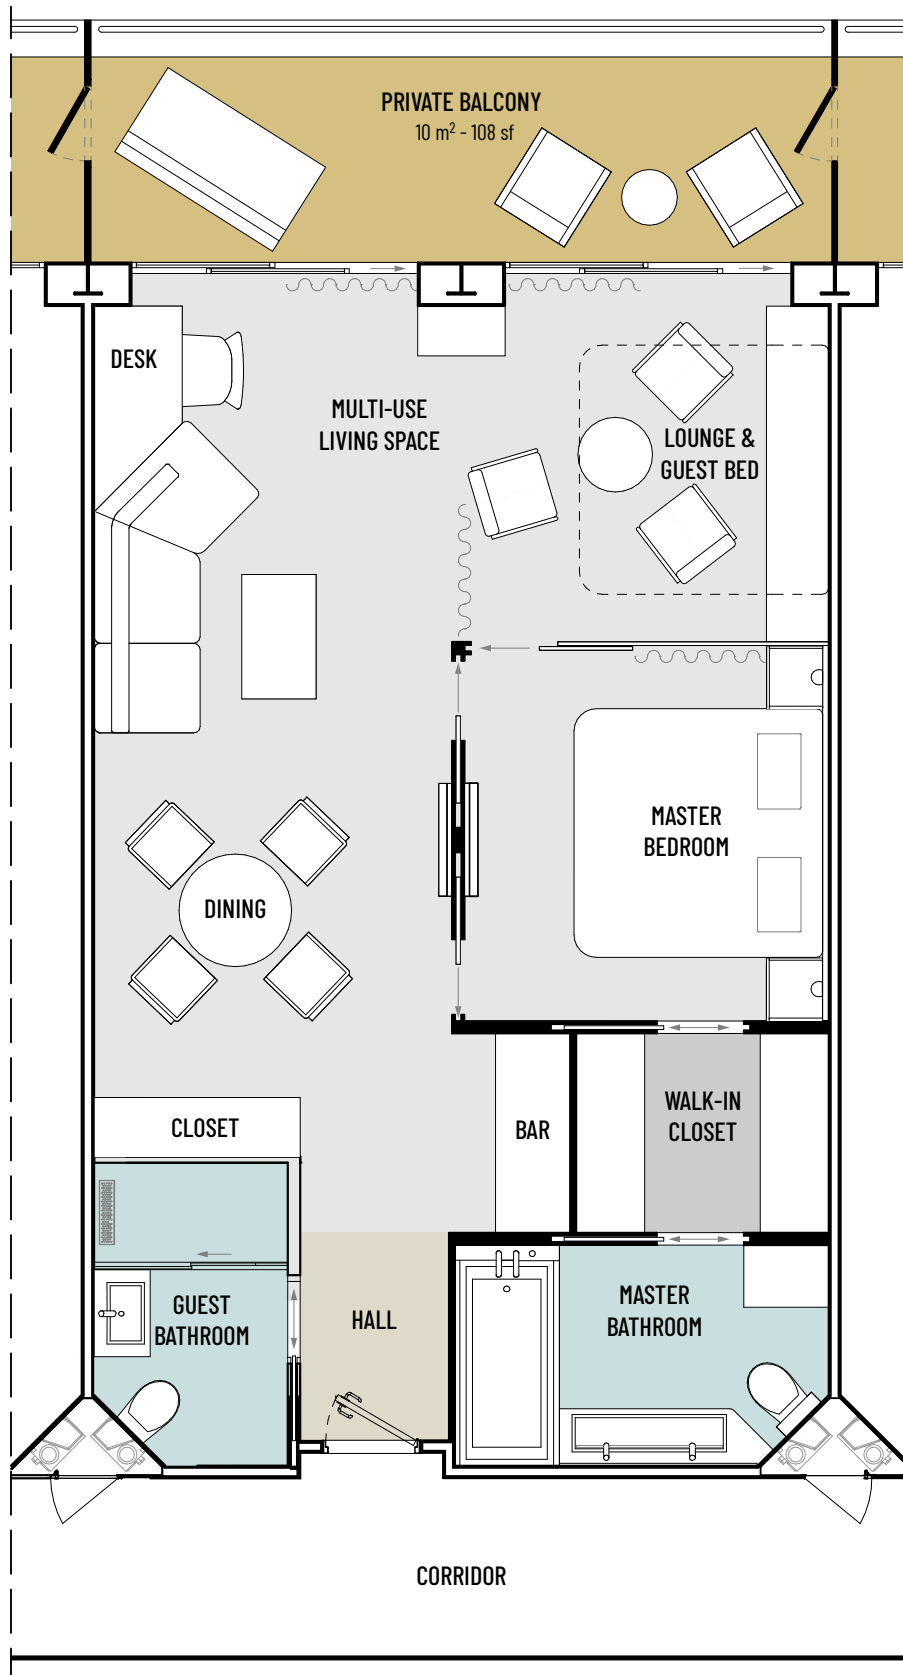 PRIVATE BALCONY
10 m² - 108 sf
DESK
MULTI-USE
LIVING SPACE
LOUNGE &
GUEST BED
MASTER
BEDROOM
DINING
CLOSET
BAR
WALK-IN
CLOSET
GUEST
BATHROOM
HALL
MASTER
BATHROOM
CORRIDOR